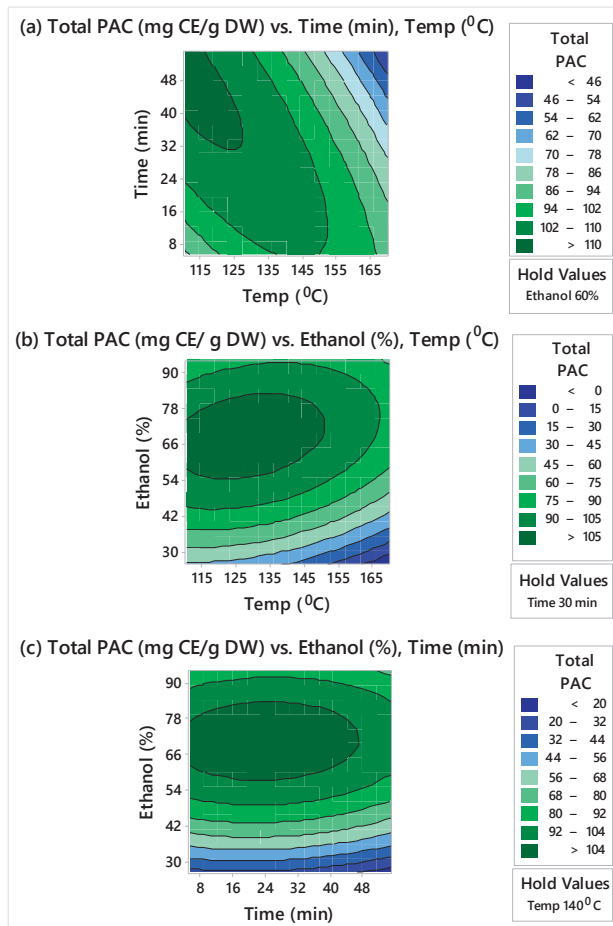 (a) Total PAC (mg CE/g DW) vs. Time (min), Temp (⁰C)
Time (min)
48
40
32
24
16
8
115 125 135 145 155 165
Temp (⁰C)
Total
PAC
< 46
46 – 54
54 – 62
62 – 70
70 – 78
78 – 86
86 – 94
94 – 102
102 – 110
> 110
Hold Values
Ethanol 60%
(b) Total PAC (mg CE/ g DW) vs. Ethanol (%), Temp (⁰C)
Ethanol (%)
90
78
66
54
42
30
115 125 135 145 155 165
Temp (⁰C)
Total
PAC
< 0
0 – 15
15 – 30
30 – 45
45 – 60
60 – 75
75 – 90
90 – 105
> 105
Hold Values
Time 30 min
(c) Total PAC (mg CE/g DW) vs. Ethanol (%), Time (min)
Ethanol (%)
90
78
66
54
42
30
8 16 24 32 40 48
Time (min)
Total
PAC
< 20
20 – 32
32 – 44
44 – 56
56 – 68
68 – 80
80 – 92
92 – 104
> 104
Hold Values
Temp 140⁰ C